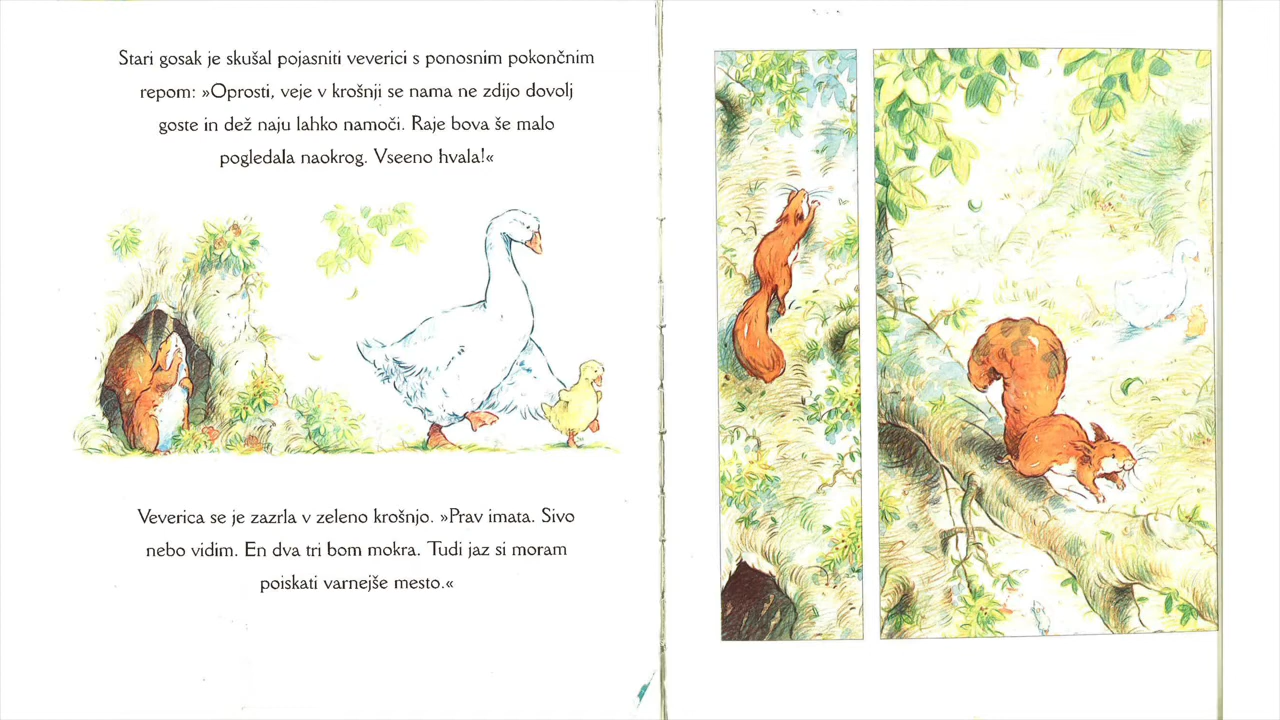 Stari gosak je skušal pojasniti veverici s ponosnim pokončnim
repom: »Oprosti, veje v krošnji se nama ne zdijo dovolj
goste in dež naju lahko namoči. Raje bova še malo
pogledala naokrog. Vseeno hvala!«
Veverica se je zazrla v zeleno krošnjo. »Prav imata. Sivo
nebo vidim. En dva tri bom mokra. Tudi jaz si moram
poiskati varnejše mesto.«